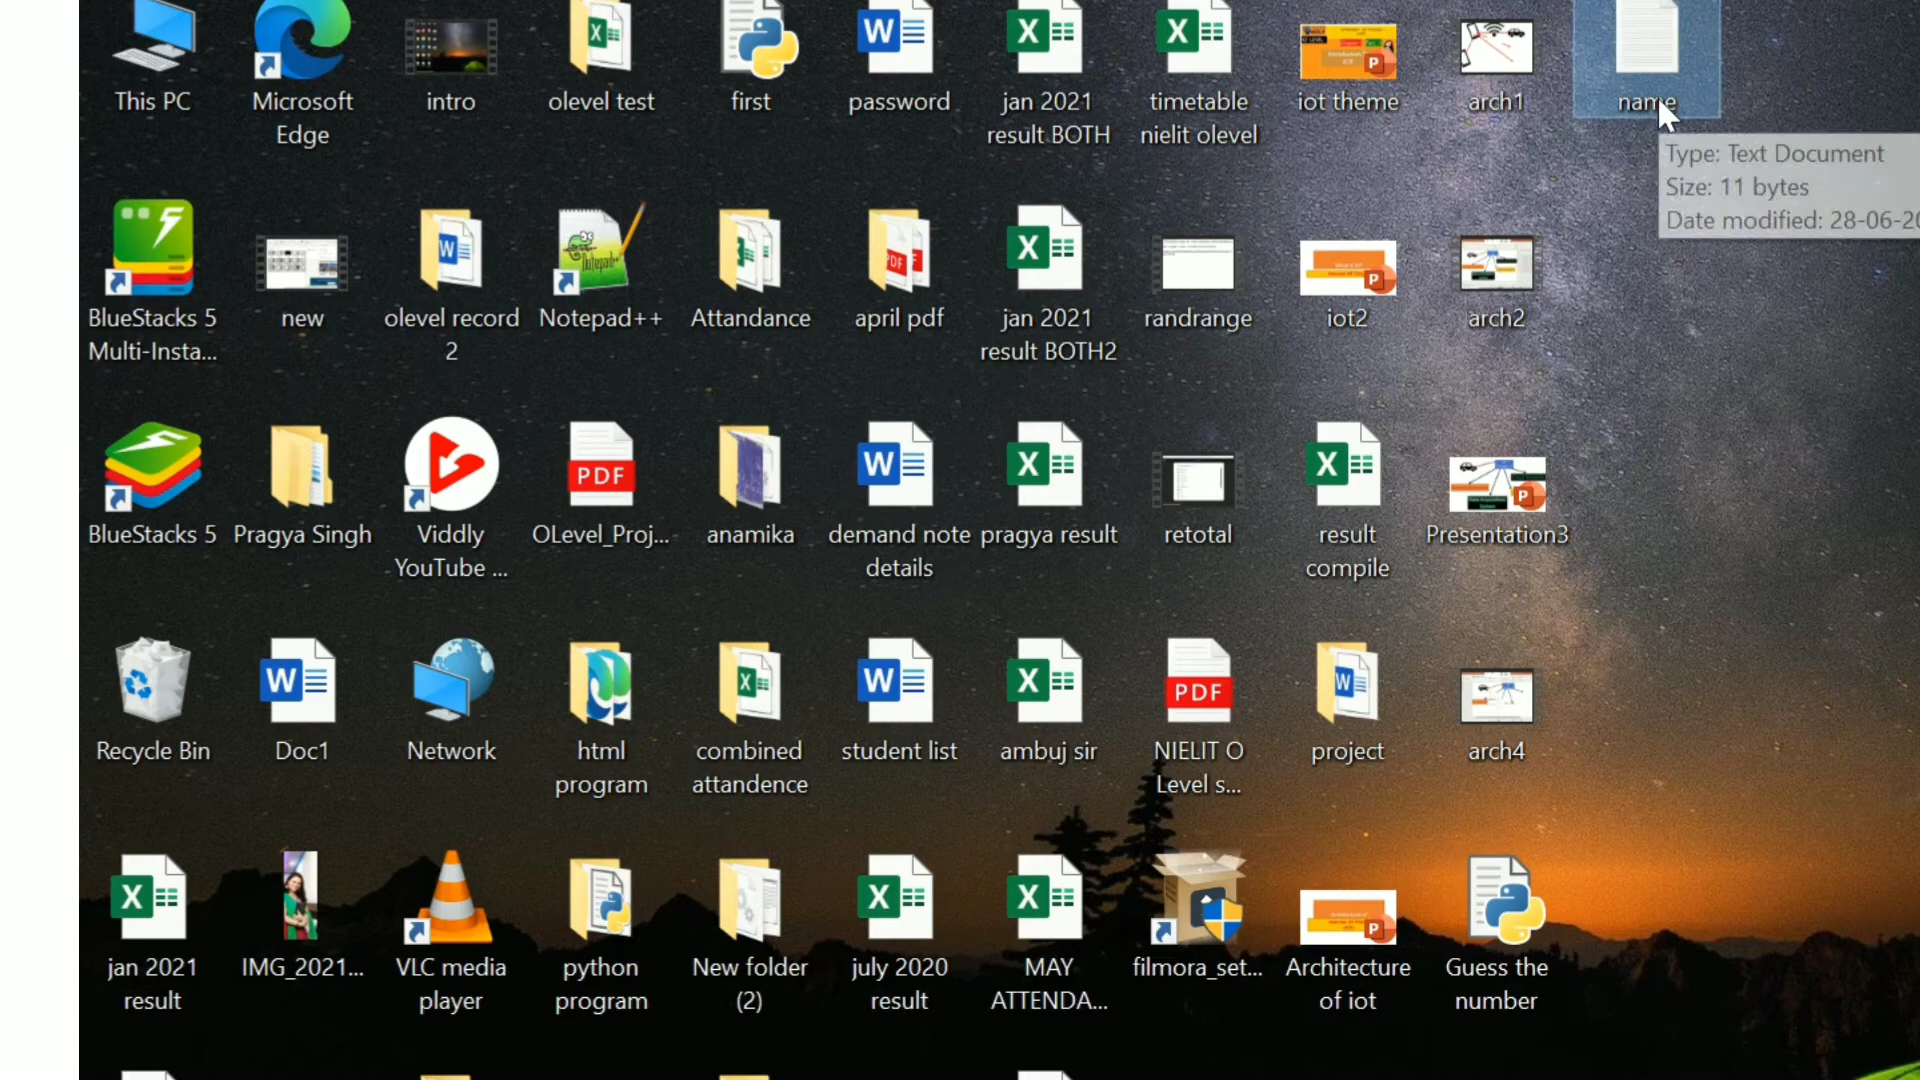 This PC
Microsoft
Edge
intro
olevel test
first
password
jan 2021
result BOTH
timetable
nielit olevel
iot theme
arch1
name
Type: Text Document
Size: 11 bytes
Date modified: 28-06-20
BlueStacks 5
Multi-Insta...
new
olevel record
2
Notepad++
Attandance
april pdf
jan 2021
result BOTH2
randrange
iot2
arch2
BlueStacks 5
Pragya Singh
Viddly
YouTube ...
PDF
OLevel_Proj...
anamika
demand note
details
pragya result
retotal
result
compile
Presentation3
Recycle Bin
Doc1
Network
html
program
combined
attandence
student list
ambuj sir
PDF
NIELIT O
Level s...
project
arch4
jan 2021
result
IMG_2021...
VLC media
player
python
program
New folder
(2)
july 2020
result
MAY
ATTENDA...
filmora_set...
Architecture
of iot
Guess the
number